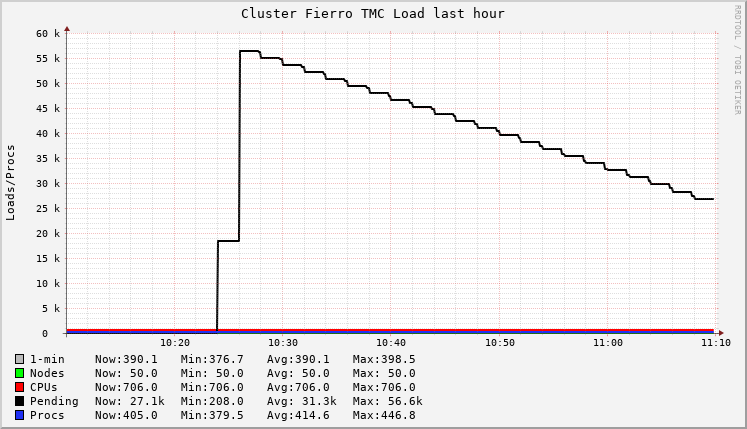 Cluster Fierro TMC Load last hour
RRDTOOL / TOBI OETIKER
Loads/Procs
60 k
55 k
50 k
45 k
40 k
35 k
30 k
25 k
20 k
15 k
10 k
5 k
0
10:20 10:30 10:40 10:50 11:00 11:10
1-min Now:390.1 Min:376.7 Avg:390.1 Max:398.5
Nodes Now: 50.0 Min: 50.0 Avg: 50.0 Max: 50.0
CPUs Now:706.0 Min:706.0 Avg:706.0 Max:706.0
Pending Now: 27.1k Min:208.0 Avg: 31.3k Max: 56.6k
Procs Now:405.0 Min:379.5 Avg:414.6 Max:446.8